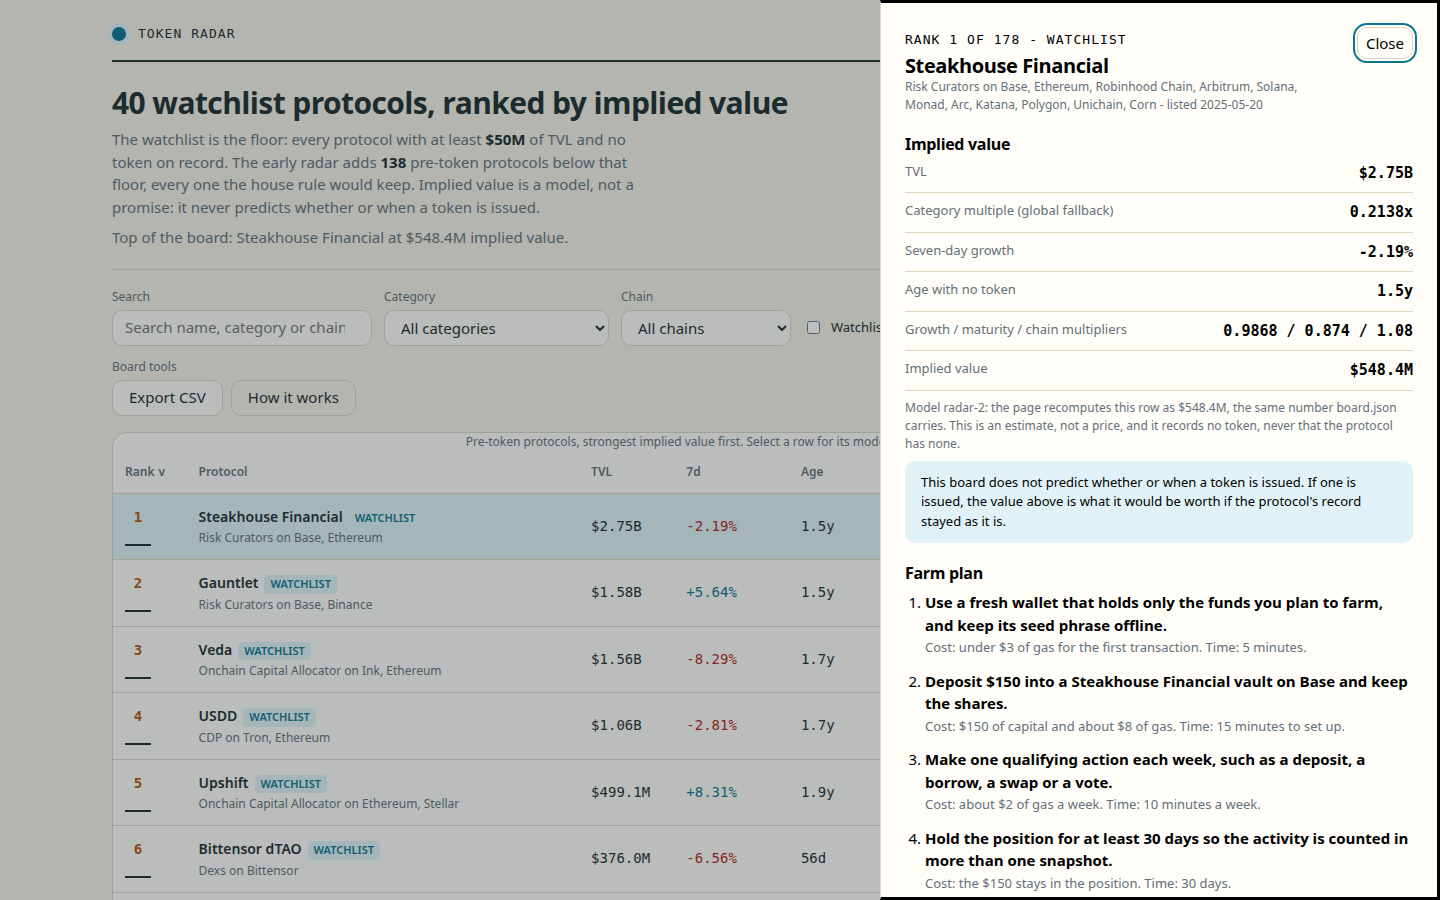 TOKEN RADAR
40 watchlist protocols, ranked by implied value
The watchlist is the floor: every protocol with at least $50M of TVL and no
token on record. The early radar adds 138 pre-token protocols below that
floor, every one the house rule would keep. Implied value is a model, not a
promise: it never predicts whether or when a token is issued.
Top of the board: Steakhouse Financial at $548.4M implied value.
Search
Category
Chain
Search name, category or chain
All categories
All chains
Watchlis
Board tools
Export CSV
How it works
Pre-token protocols, strongest implied value first. Select a row for its mod
Rank v
Protocol
TVL
7d
Age
1
Steakhouse Financial WATCHLIST
Risk Curators on Base, Ethereum
$2.75B
-2.19%
1.5y
2
Gauntlet WATCHLIST
Risk Curators on Base, Binance
$1.58B
+5.64%
1.5y
3
Veda WATCHLIST
Onchain Capital Allocator on Ink, Ethereum
$1.56B
-8.29%
1.7y
4
USDD WATCHLIST
CDP on Tron, Ethereum
$1.06B
-2.81%
1.7y
5
Upshift WATCHLIST
Onchain Capital Allocator on Ethereum, Stellar
$499.1M
+8.31%
1.9y
6
Bittensor dTAO WATCHLIST
Dexs on Bittensor
$376.0M
-6.56%
56d
RANK 1 OF 178 - WATCHLIST
Close
Steakhouse Financial
Risk Curators on Base, Ethereum, Robinhood Chain, Arbitrum, Solana,
Monad, Arc, Katana, Polygon, Unichain, Corn - listed 2025-05-20
Implied value
TVL
$2.75B
Category multiple (global fallback)
0.2138x
Seven-day growth
-2.19%
Age with no token
1.5y
Growth / maturity / chain multipliers
0.9868 / 0.874 / 1.08
Implied value
$548.4M
Model radar-2: the page recomputes this row as $548.4M, the same number board.json
carries. This is an estimate, not a price, and it records no token, never that the protocol
has none.
This board does not predict whether or when a token is issued. If one is
issued, the value above is what it would be worth if the protocol's record
stayed as it is.
Farm plan
1. Use a fresh wallet that holds only the funds you plan to farm,
and keep its seed phrase offline.
Cost: under $3 of gas for the first transaction. Time: 5 minutes.
2. Deposit $150 into a Steakhouse Financial vault on Base and keep
the shares.
Cost: $150 of capital and about $8 of gas. Time: 15 minutes to set up.
3. Make one qualifying action each week, such as a deposit, a
borrow, a swap or a vote.
Cost: about $2 of gas a week. Time: 10 minutes a week.
4. Hold the position for at least 30 days so the activity is counted in
more than one snapshot.
Cost: the $150 stays in the position. Time: 30 days.